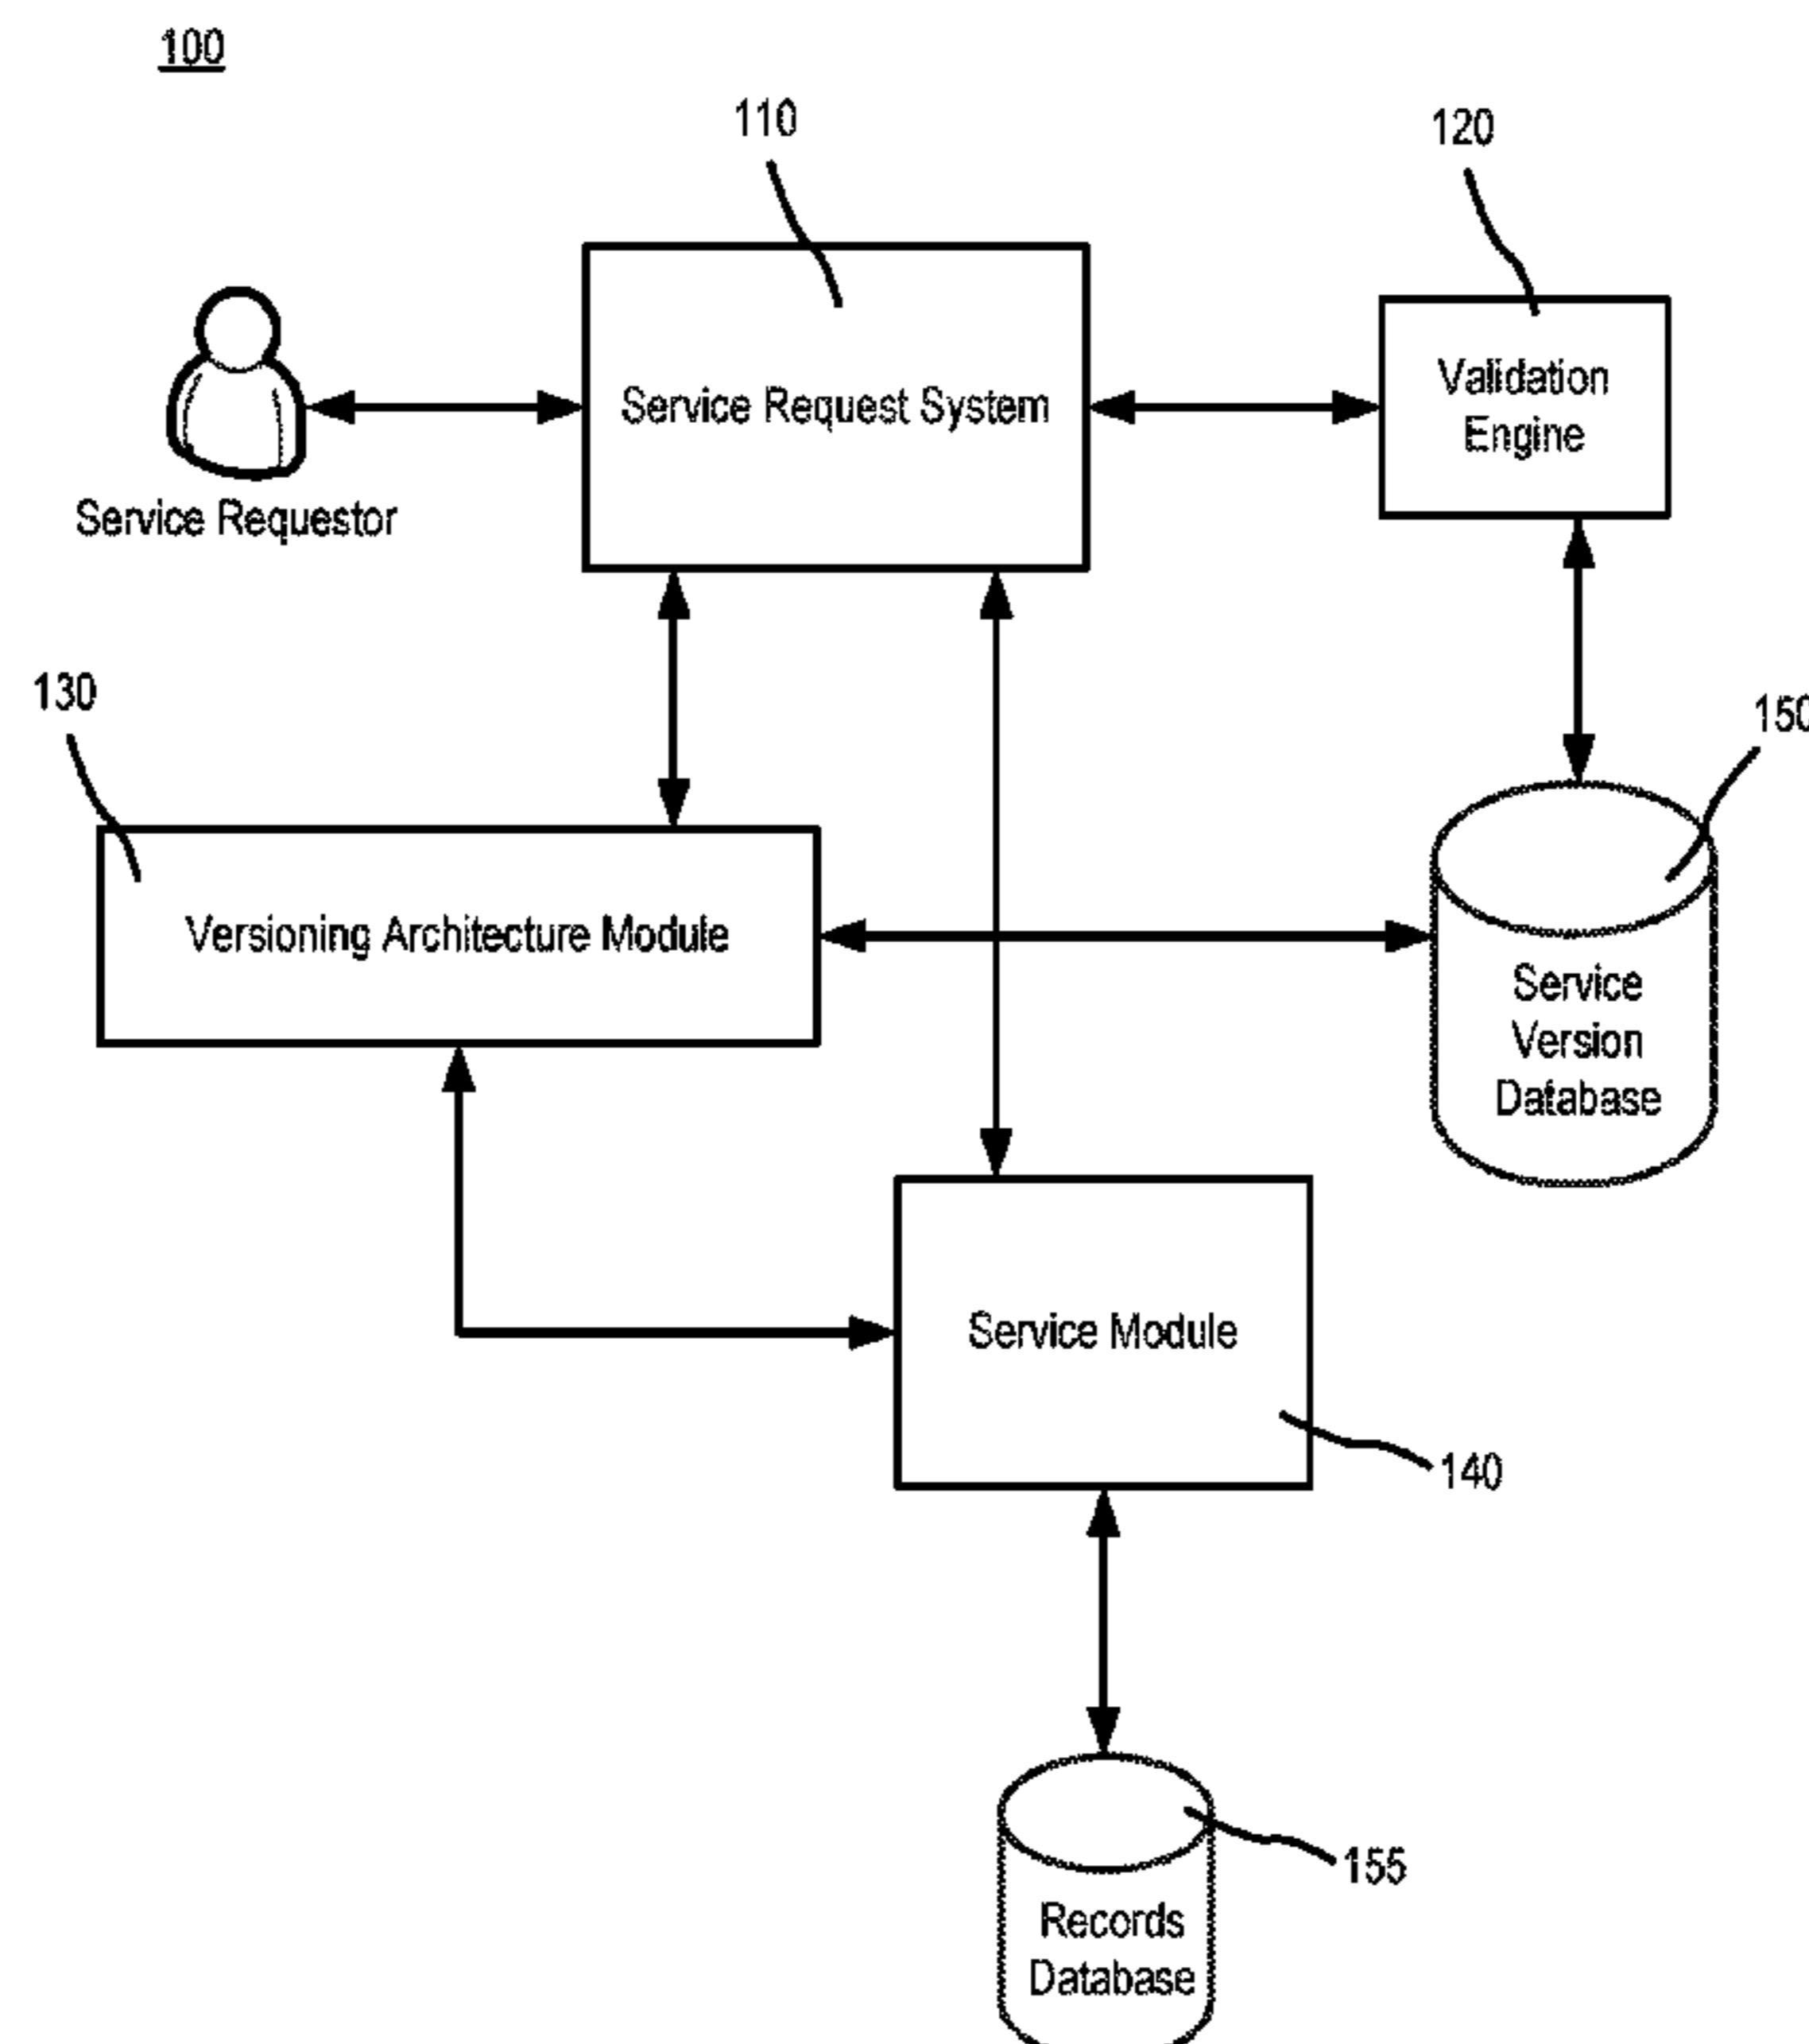 100
110
120
Service Request System
Validation
Engine
Service Requestor
130
150
Versioning Architecture Module
Service
Version
Database
Service Module
140
155
Records
Database